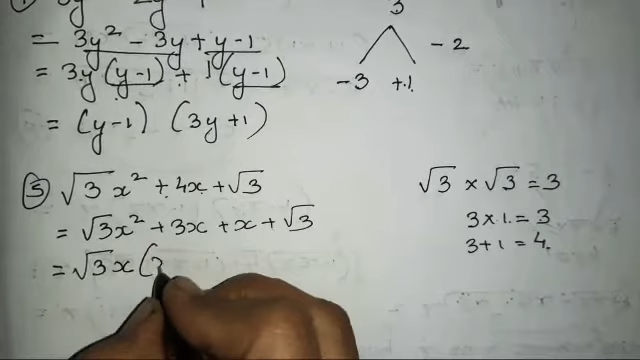 3
= 3y² - 3y + y - 1
- 2
= 3y (y-1) + 1 (y-1)
-3 +1
= (y-1) (3y+1)
⑤ √3 x² + 4x + √3
√3 × √3 = 3
= √3x² + 3x + x + √3
3 × 1 = 3
3 + 1 = 4
= √3 x (